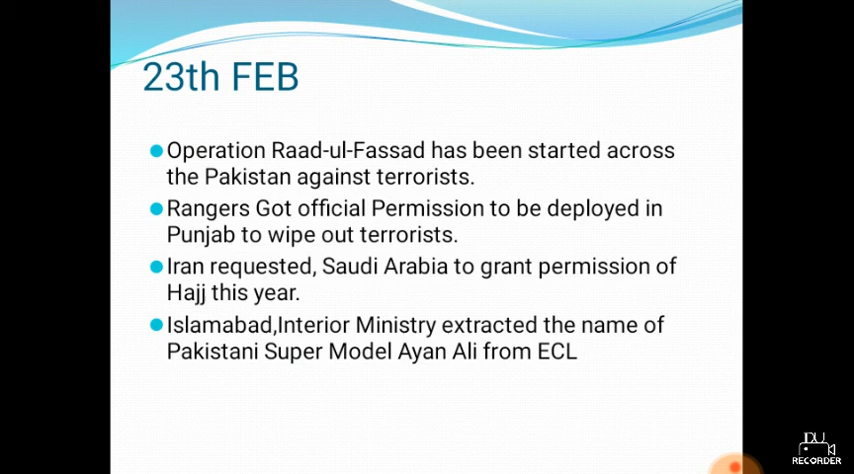 23th FEB
Operation Raad-ul-Fassad has been started across
the Pakistan against terrorists.
Rangers Got official Permission to be deployed in
Punjab to wipe out terrorists.
Iran requested, Saudi Arabia to grant permission of
Hajj this year.
Islamabad,Interior Ministry extracted the name of
Pakistani Super Model Ayan Ali from ECL
DU
RECORDER